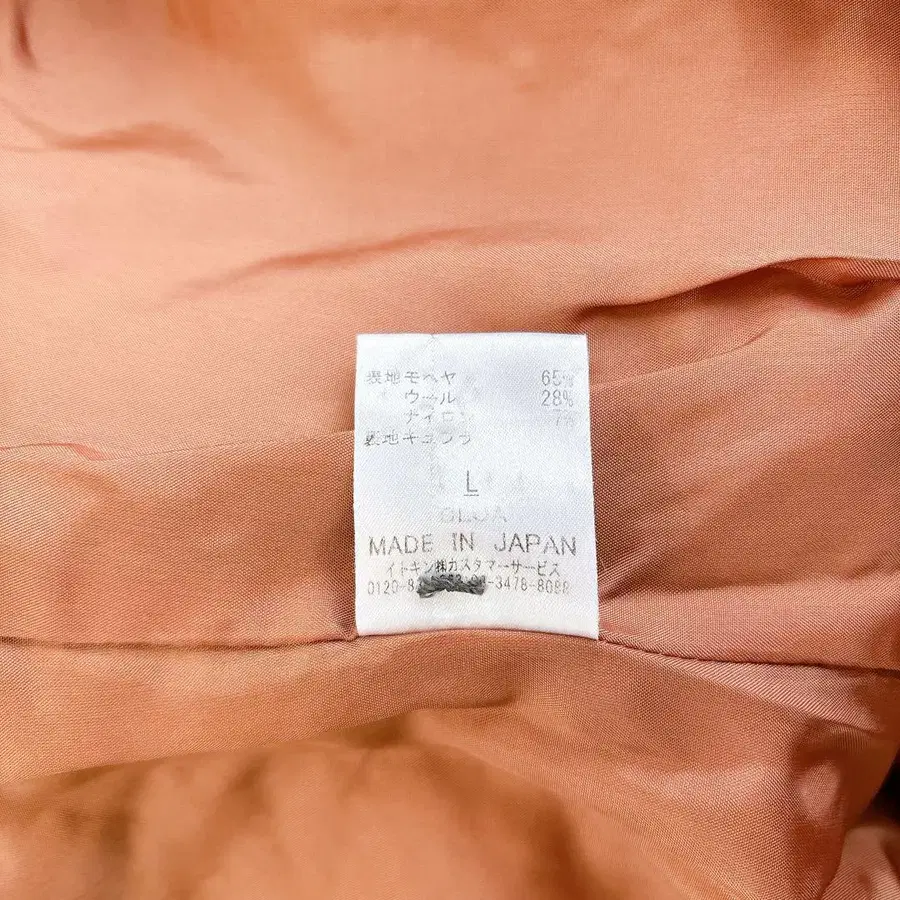 表地モヘヤ 65%
ウール 28%
ナイロン 7%
裏地キュプラ
L
MADE IN JAPAN
イトキン㈱カスタマーサービス
0120-8 -3478-8088